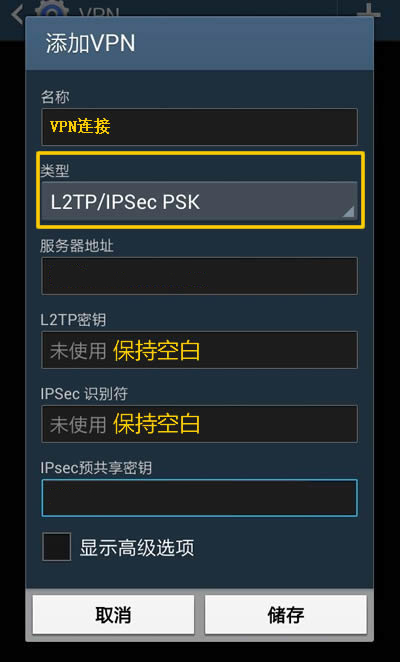 VPN
添加VPN
名称
VPN连接
类型
L2TP/IPSec PSK
服务器地址
L2TP密钥
未使用 保持空白
IPSec 识别符
未使用 保持空白
IPsec预共享密钥
显示高级选项
取消 储存